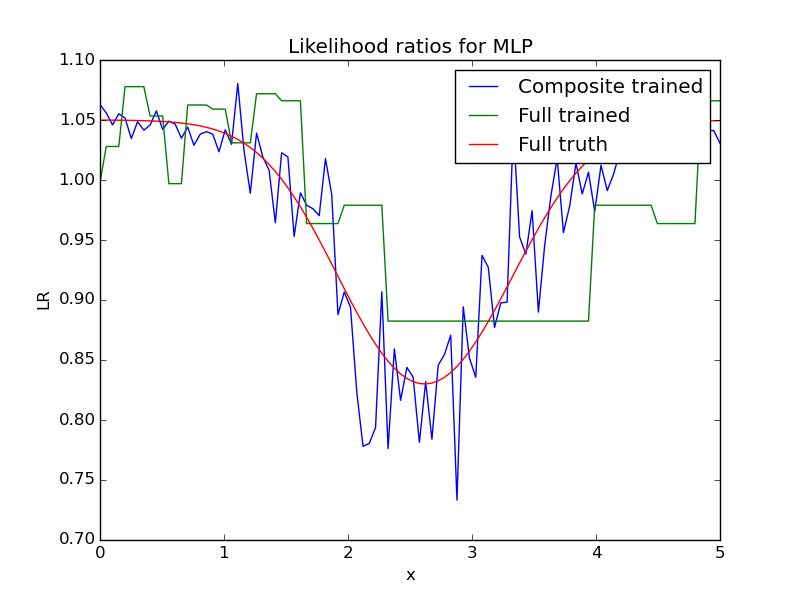 Likelihood ratios for MLP
1.10
1.05
1.00
0.95
0.90
0.85
0.80
0.75
0.70
LR
Composite trained
Full trained
Full truth
0 1 2 3 4 5
x